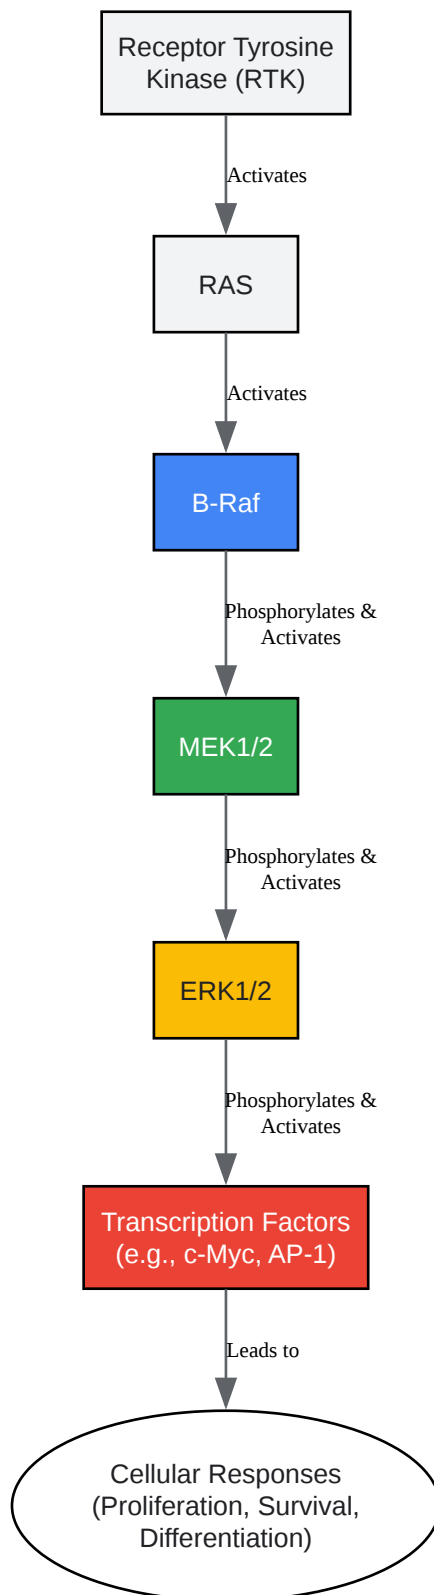 Receptor Tyrosine
Kinase (RTK)
Activates
RAS
Activates
B-Raf
Phosphorylates &
Activates
MEK1/2
Phosphorylates &
Activates
ERK1/2
Phosphorylates &
Activates
Transcription Factors
(e.g., c-Myc, AP-1)
Leads to
Cellular Responses
(Proliferation, Survival,
Differentiation)